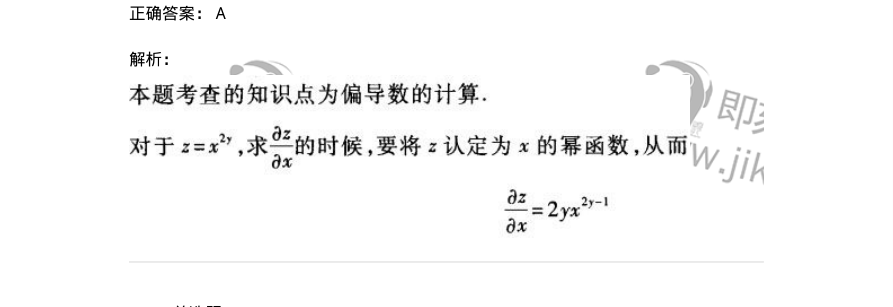 正确答案： A
解析：
本题考查的知识点为偏导数的计算.
对于 z=x^{2y} ,求 ∂z/∂x 的时候,要将 z 认定为 x 的幂函数,从而
∂z/∂x = 2yx^{2y-1}
即
w.jik